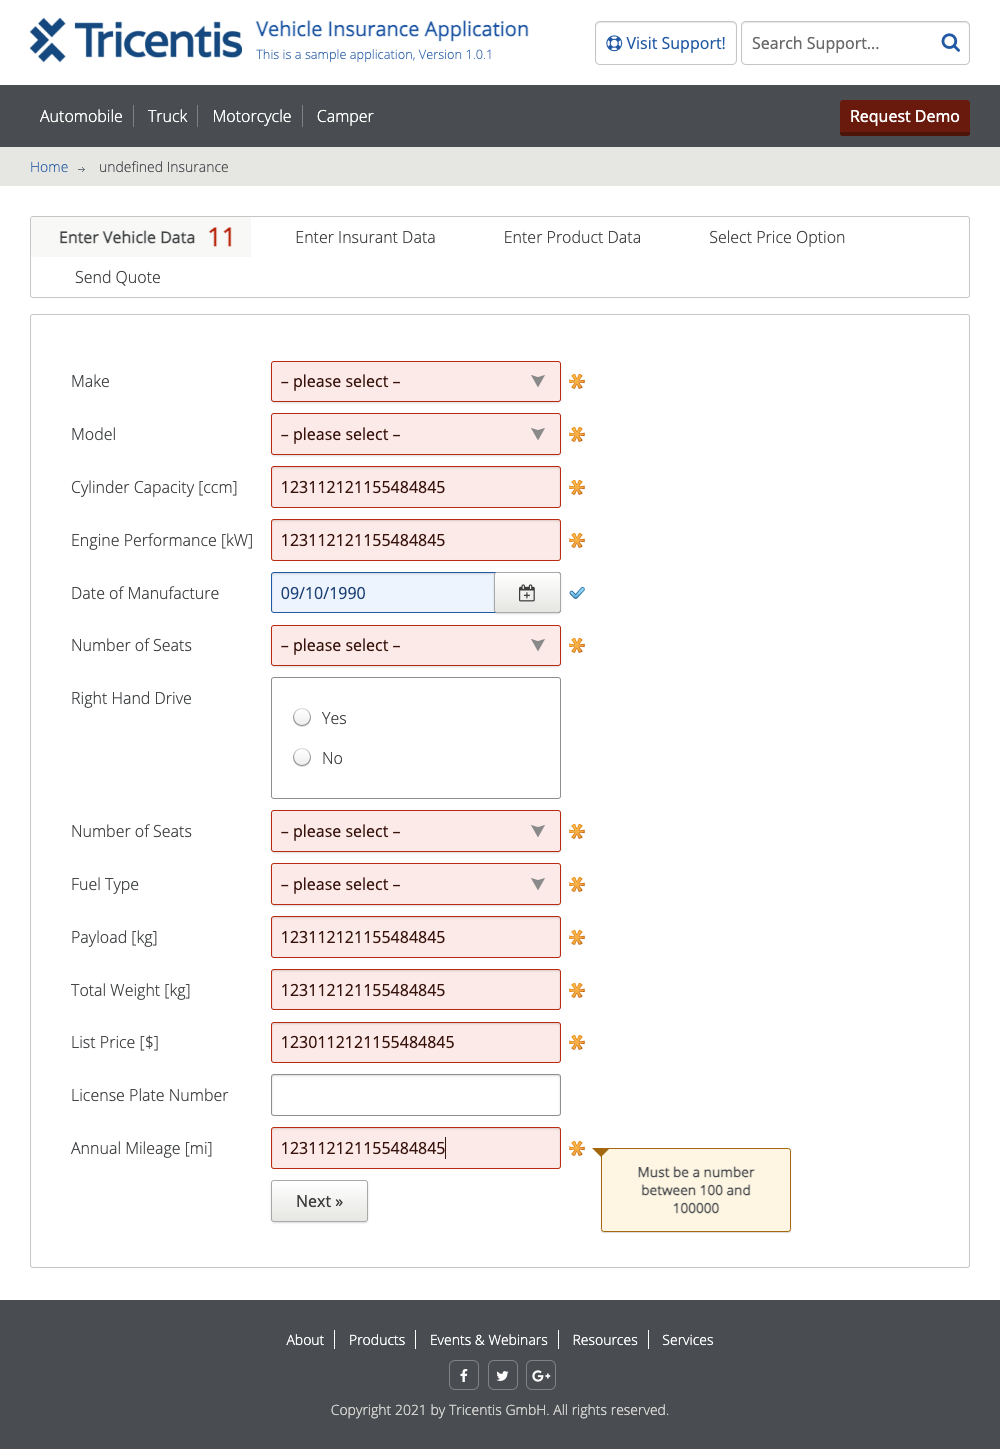 Tricentis
Vehicle Insurance Application
This is a sample application, Version 1.0.1
Visit Support!
Search Support...
Automobile
Truck
Motorcycle
Camper
Request Demo
Home → undefined Insurance
Enter Vehicle Data 11
Enter Insurant Data
Enter Product Data
Select Price Option
Send Quote
Make
– please select –
Model
– please select –
Cylinder Capacity [ccm]
123112121155484845
Engine Performance [kW]
123112121155484845
Date of Manufacture
09/10/1990
Number of Seats
– please select –
Right Hand Drive
Yes
No
Number of Seats
– please select –
Fuel Type
– please select –
Payload [kg]
123112121155484845
Total Weight [kg]
123112121155484845
List Price [$]
1230112121155484845
License Plate Number
Annual Mileage [mi]
123112121155484845
Must be a number
between 100 and
100000
Next »
About
Products
Events & Webinars
Resources
Services
Copyright 2021 by Tricentis GmbH. All rights reserved.